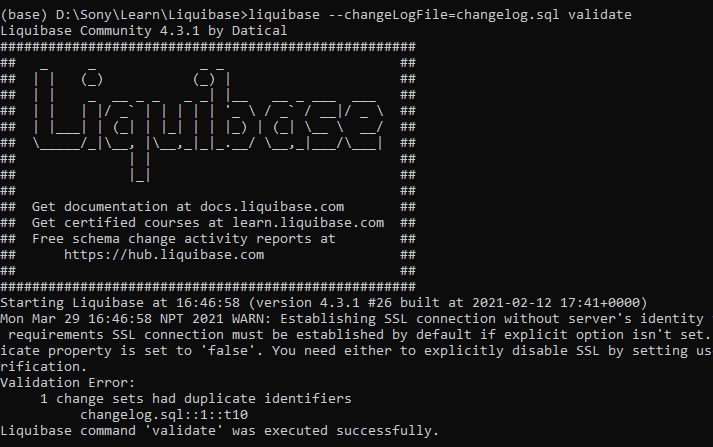 (base) D:\Sony\Learn\Liquibase>liquibase --changeLogFile=changelog.sql validate
Liquibase Community 4.3.1 by Datical
####################################################
##   _     _             _ _                      ##
##  | |   (_)           (_) |                     ##
##  | |    _  __ _ _   _ _| |__   __ _ ___  ___   ##
##  | |   | |/ _` | | | | | '_ \ / _` / __|/ _ \  ##
##  | |___| | (_| | |_| | | |_) | (_| \__ \  __/  ##
##  \_____/_|\__, |\__,_|_|_.__/ \__,_|___/\___|  ##
##              | |                               ##
##              |_|                               ##
##                                                ##
##  Get documentation at docs.liquibase.com       ##
##  Get certified courses at learn.liquibase.com  ##
##  Free schema change activity reports at        ##
##      https://hub.liquibase.com                 ##
##                                                ##
####################################################
Starting Liquibase at 16:46:58 (version 4.3.1 #26 built at 2021-02-12 17:41+0000)
Mon Mar 29 16:46:58 NPT 2021 WARN: Establishing SSL connection without server's identity
requirements SSL connection must be established by default if explicit option isn't set.
icate property is set to 'false'. You need either to explicitly disable SSL by setting us
rification.
Validation Error:
     1 change sets had duplicate identifiers
          changelog.sql::1::t10
Liquibase command 'validate' was executed successfully.